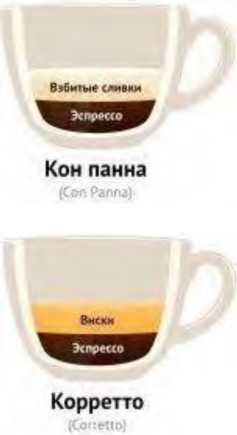 Взбитые сливки
Эспрессо
Кон панна
(Con Panna)
Виски
Эспрессо
Корретто
(Corretto)